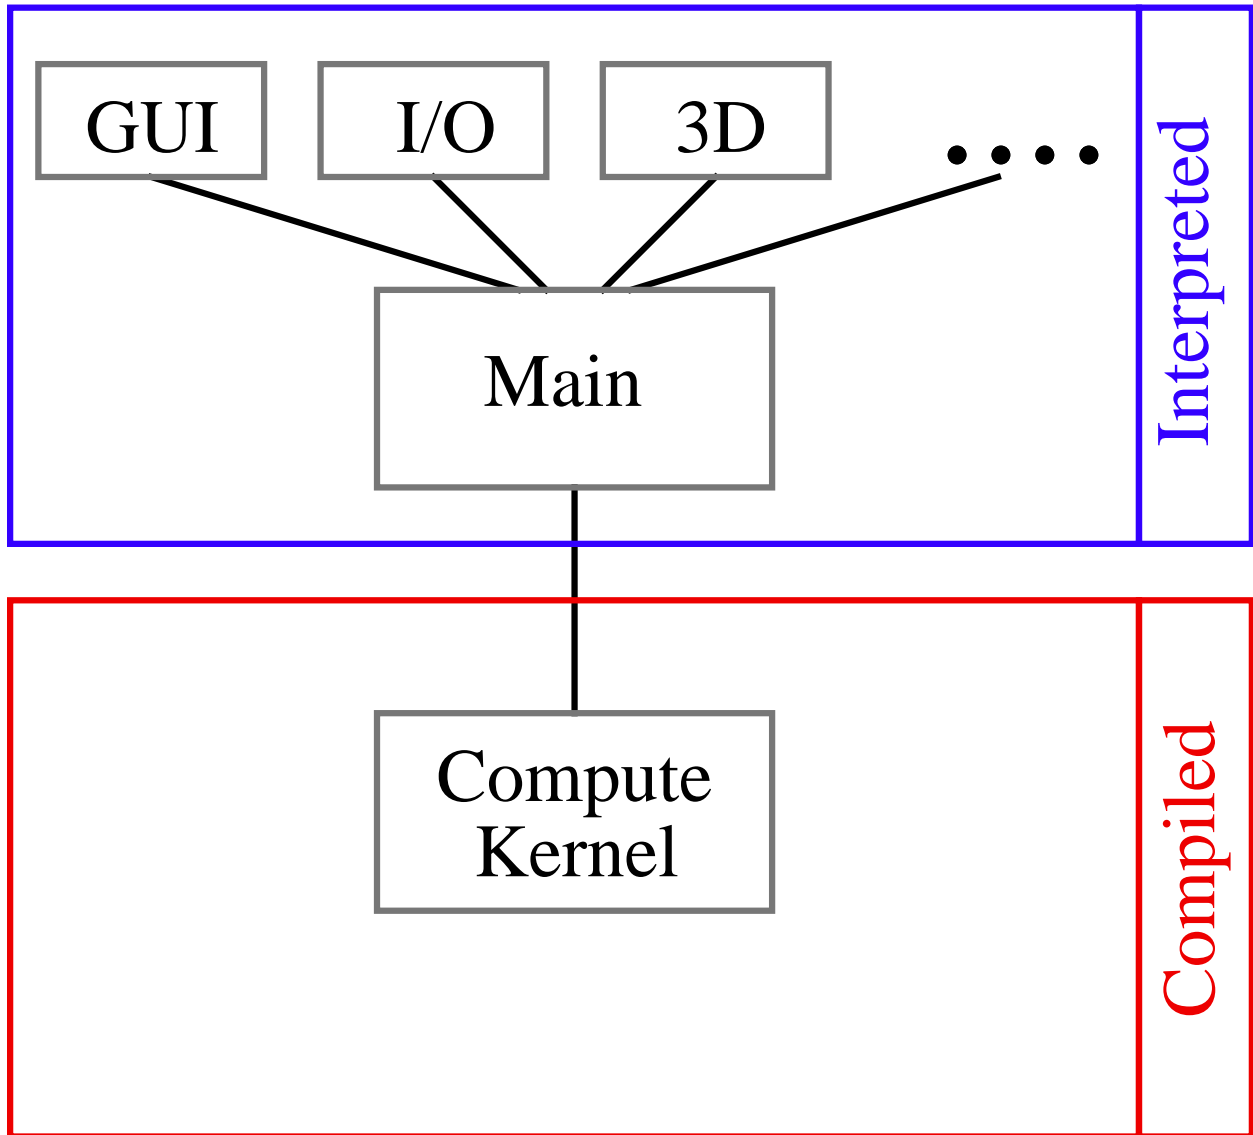 GUI
I/O
3D
....
Main
Interpreted
Compute
Kernel
Compiled